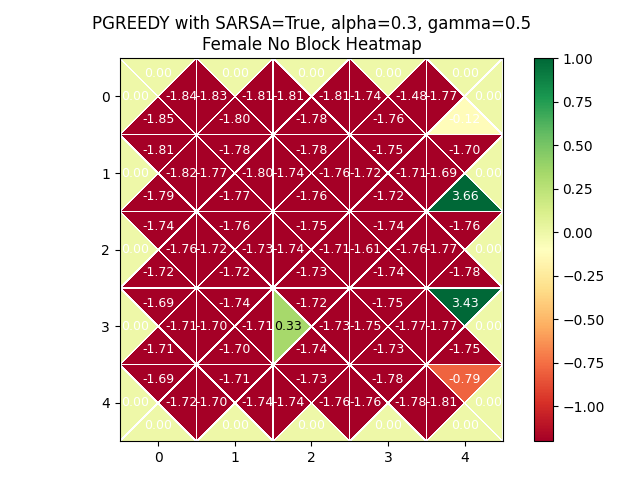 PGREEDY with SARSA=True, alpha=0.3, gamma=0.5
Female No Block Heatmap
0.00 0.00 0.00 0.00 0.00
0 0.00 -1.84 -1.83 -1.81 -1.81 -1.81 -1.74 -1.48 -1.77 0.00
-1.85 -1.80 -1.78 -1.76
-1.81 -1.78 -1.78 -1.75 -1.70
1 0.00 -1.82 -1.77 -1.80 -1.74 -1.76 -1.72 -1.71 -1.69 0.00
-1.79 -1.77 -1.76 -1.72 3.66
-1.74 -1.76 -1.75 -1.74 -1.76
2 0.00 -1.76 -1.72 -1.73 -1.74 -1.71 -1.61 -1.76 -1.77 0.00
-1.72 -1.72 -1.73 -1.74 -1.78
-1.69 -1.74 -1.72 -1.75 3.43
3 0.00 -1.71 -1.70 -1.71 0.33 -1.73 -1.75 -1.77 -1.77 0.00
-1.71 -1.70 -1.74 -1.73 -1.75
-1.69 -1.71 -1.73 -1.78 -0.79
4 0.00 -1.72 -1.70 -1.74 -1.74 -1.76 -1.76 -1.78 -1.81 0.00
0.00 0.00 0.00 0.00 0.00
0 1 2 3 4
1.00
0.75
0.50
0.25
0.00
−0.25
−0.50
−0.75
−1.00